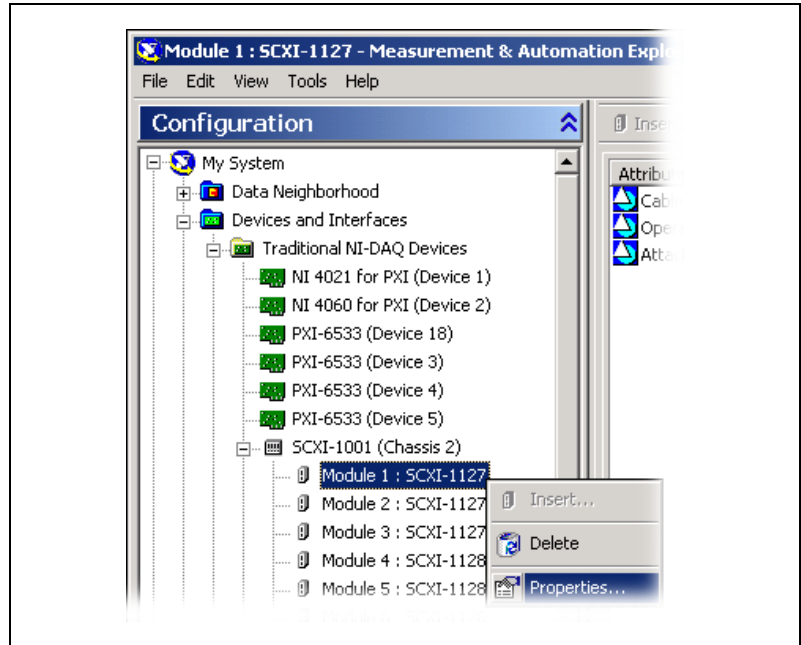 Module 1 : SCXI-1127 - Measurement & Automation
File Edit View Tools Help
Configuration
My System
Data Neighborhood
Devices and Interfaces
Traditional NI-DAQ Devices
NI 4021 for PXI (Device 1)
NI 4060 for PXI (Device 2)
PXI-6533 (Device 18)
PXI-6533 (Device 3)
PXI-6533 (Device 4)
PXI-6533 (Device 5)
SCXI-1001 (Chassis 2)
Module 1 : SCXI-1127
Module 2 : SCXI-1127
Module 3 : SCXI-1127
Module 4 : SCXI-1128
Module 5 : SCXI-1128
Insert...
Delete
Properties...